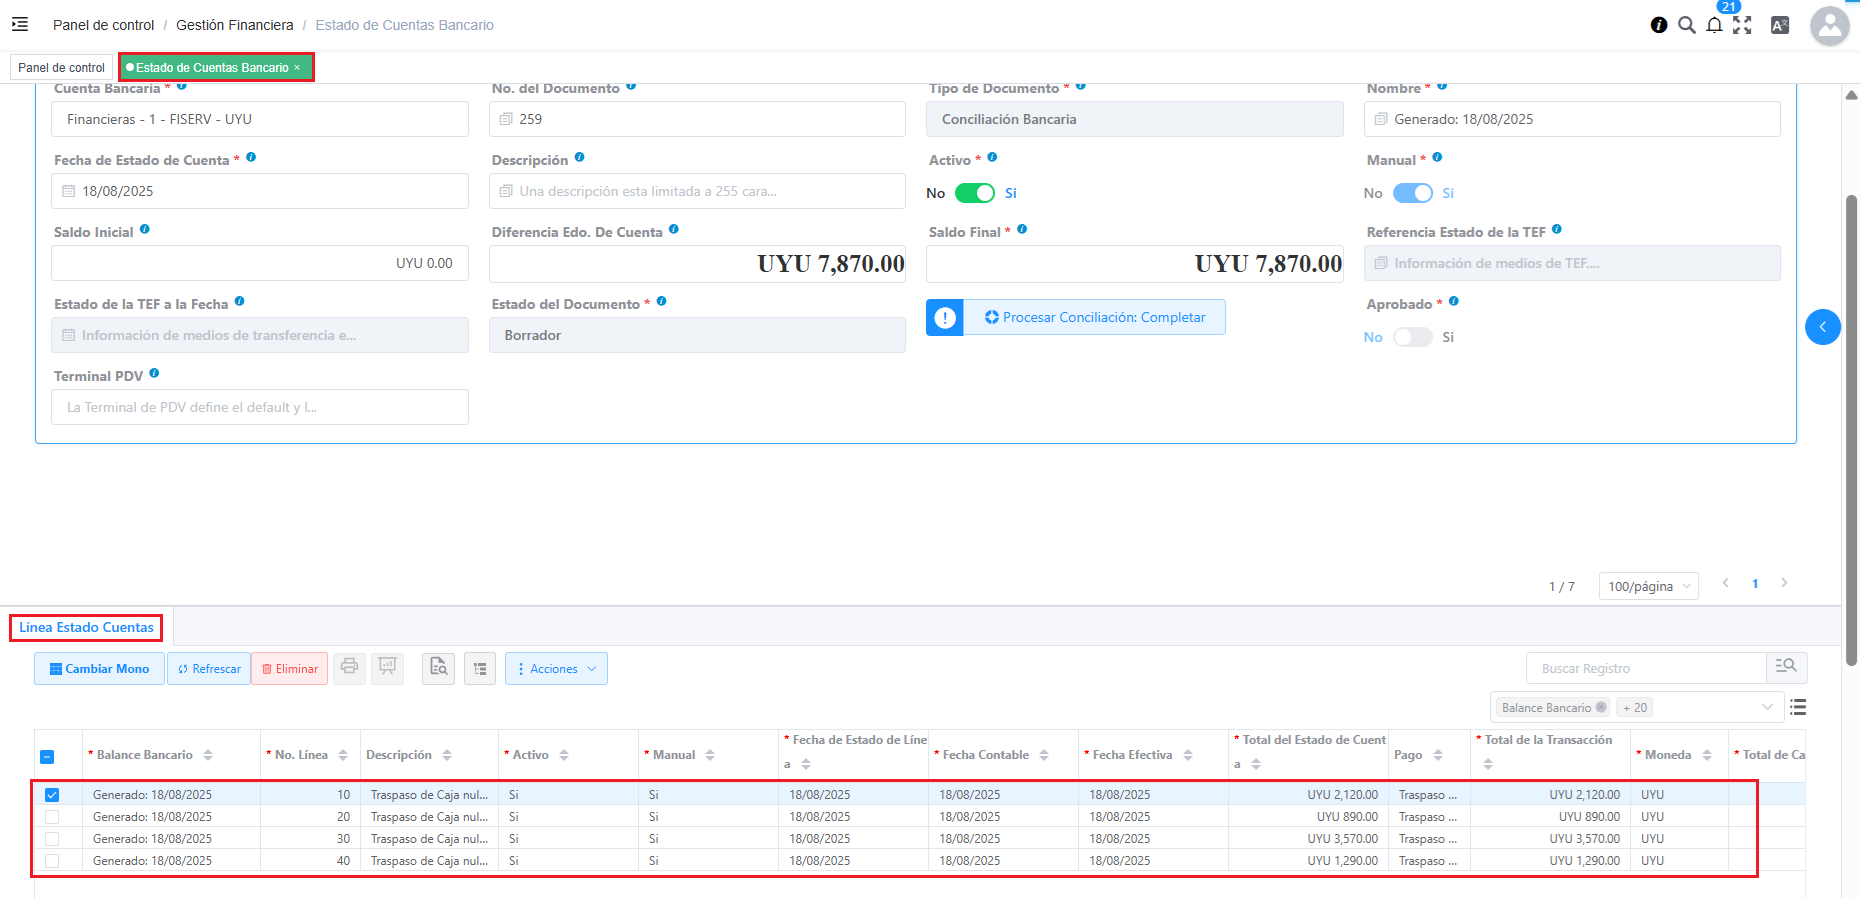 Panel de control / Gestión Financiera / Estado de Cuentas Bancario
21
Panel de control
Estado de Cuentas Bancario ×
Cuenta Bancaria *
No. del Documento
Tipo de Documento *
Nombre *
Financieras - 1 - FISERV - UYU
259
Conciliación Bancaria
Generado: 18/08/2025
Fecha de Estado de Cuenta *
Descripción
Activo *
Manual *
18/08/2025
Una descripción esta limitada a 255 cara...
No Si
No Si
Saldo Inicial
Diferencia Edo. De Cuenta
Saldo Final *
Referencia Estado de la TEF
UYU 0.00
UYU 7,870.00
UYU 7,870.00
Información de medios de TEF....
Estado de la TEF a la Fecha
Estado del Documento *
Procesar Conciliación: Completar
Aprobado *
Información de medios de transferencia e...
Borrador
No Si
Terminal PDV
La Terminal de PDV define el default y l...
1 / 7
100/página
1
Línea Estado Cuentas
Cambiar Mono
Refrescar
Eliminar
Acciones
Buscar Registro
Balance Bancario
+ 20
* Balance Bancario * No. Línea Descripción * Activo * Manual * Fecha de Estado de Línea * Fecha Contable * Fecha Efectiva * Total del Estado de Cuenta Pago * Total de la Transacción * Moneda * Total de Ca
Generado: 18/08/2025 10 Traspaso de Caja nul... Si Si 18/08/2025 18/08/2025 18/08/2025 UYU 2,120.00 Traspaso ... UYU 2,120.00 UYU
Generado: 18/08/2025 20 Traspaso de Caja nul... Si Si 18/08/2025 18/08/2025 18/08/2025 UYU 890.00 Traspaso ... UYU 890.00 UYU
Generado: 18/08/2025 30 Traspaso de Caja nul... Si Si 18/08/2025 18/08/2025 18/08/2025 UYU 3,570.00 Traspaso ... UYU 3,570.00 UYU
Generado: 18/08/2025 40 Traspaso de Caja nul... Si Si 18/08/2025 18/08/2025 18/08/2025 UYU 1,290.00 Traspaso ... UYU 1,290.00 UYU